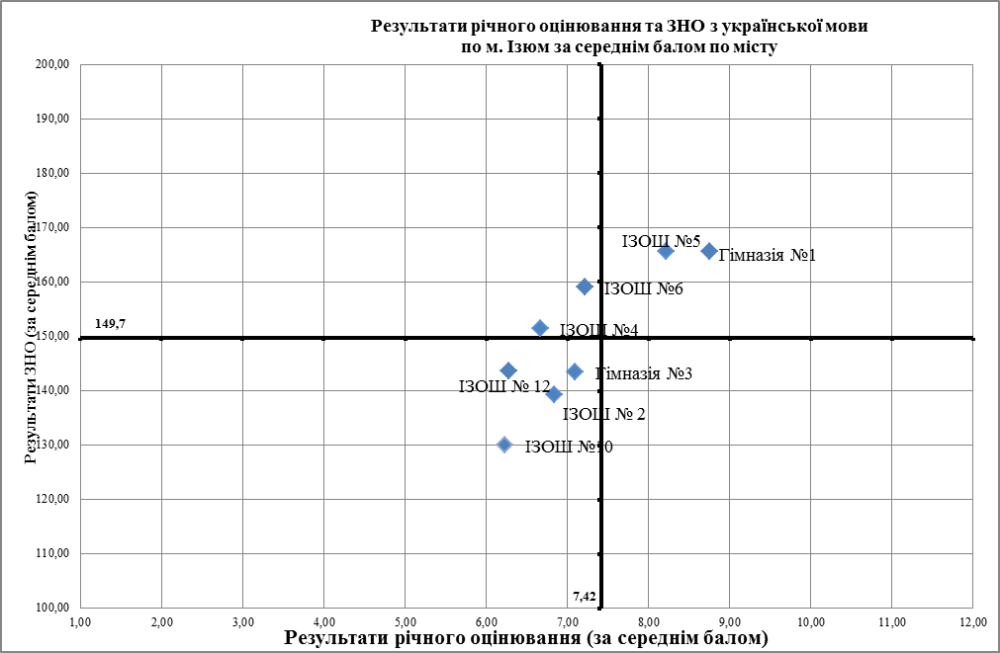 Результати річного оцінювання та ЗНО з української мови
по м. Ізюм за середнім балом по місту
Результати ЗНО (за середнім балом)
200,00
190,00
180,00
170,00
160,00
150,00
140,00
130,00
120,00
110,00
100,00
149,7
ІЗОШ №5
Гімназія №1
ІЗОШ №6
ІЗОШ №4
Гімназія №3
ІЗОШ № 12
ІЗОШ № 2
ІЗОШ №10
7,42
1,00 2,00 3,00 4,00 5,00 6,00 7,00 8,00 9,00 10,00 11,00 12,00
Результати річного оцінювання (за середнім балом)